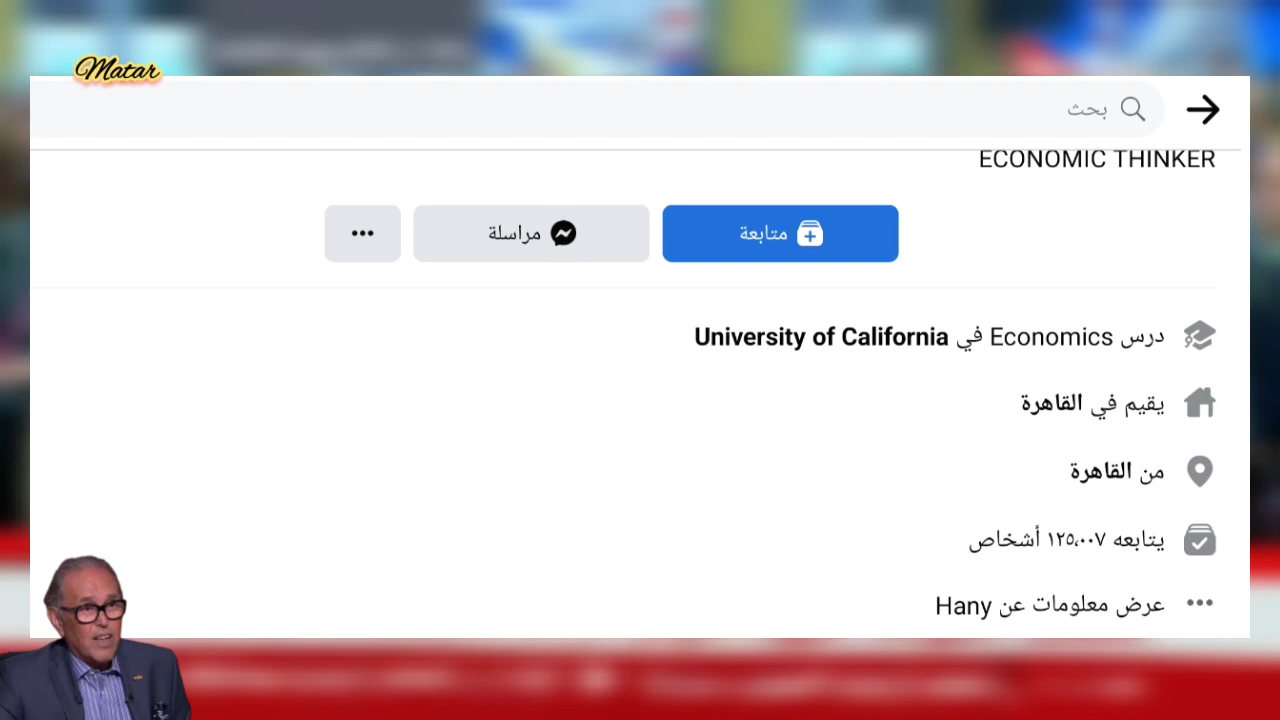 Matar
بحث
ECONOMIC THINKER
متابعة
مراسلة
درس Economics في University of California
يقيم في القاهرة
من القاهرة
يتابعه ١٢٥،٠٠٧ أشخاص
عرض معلومات عن Hany